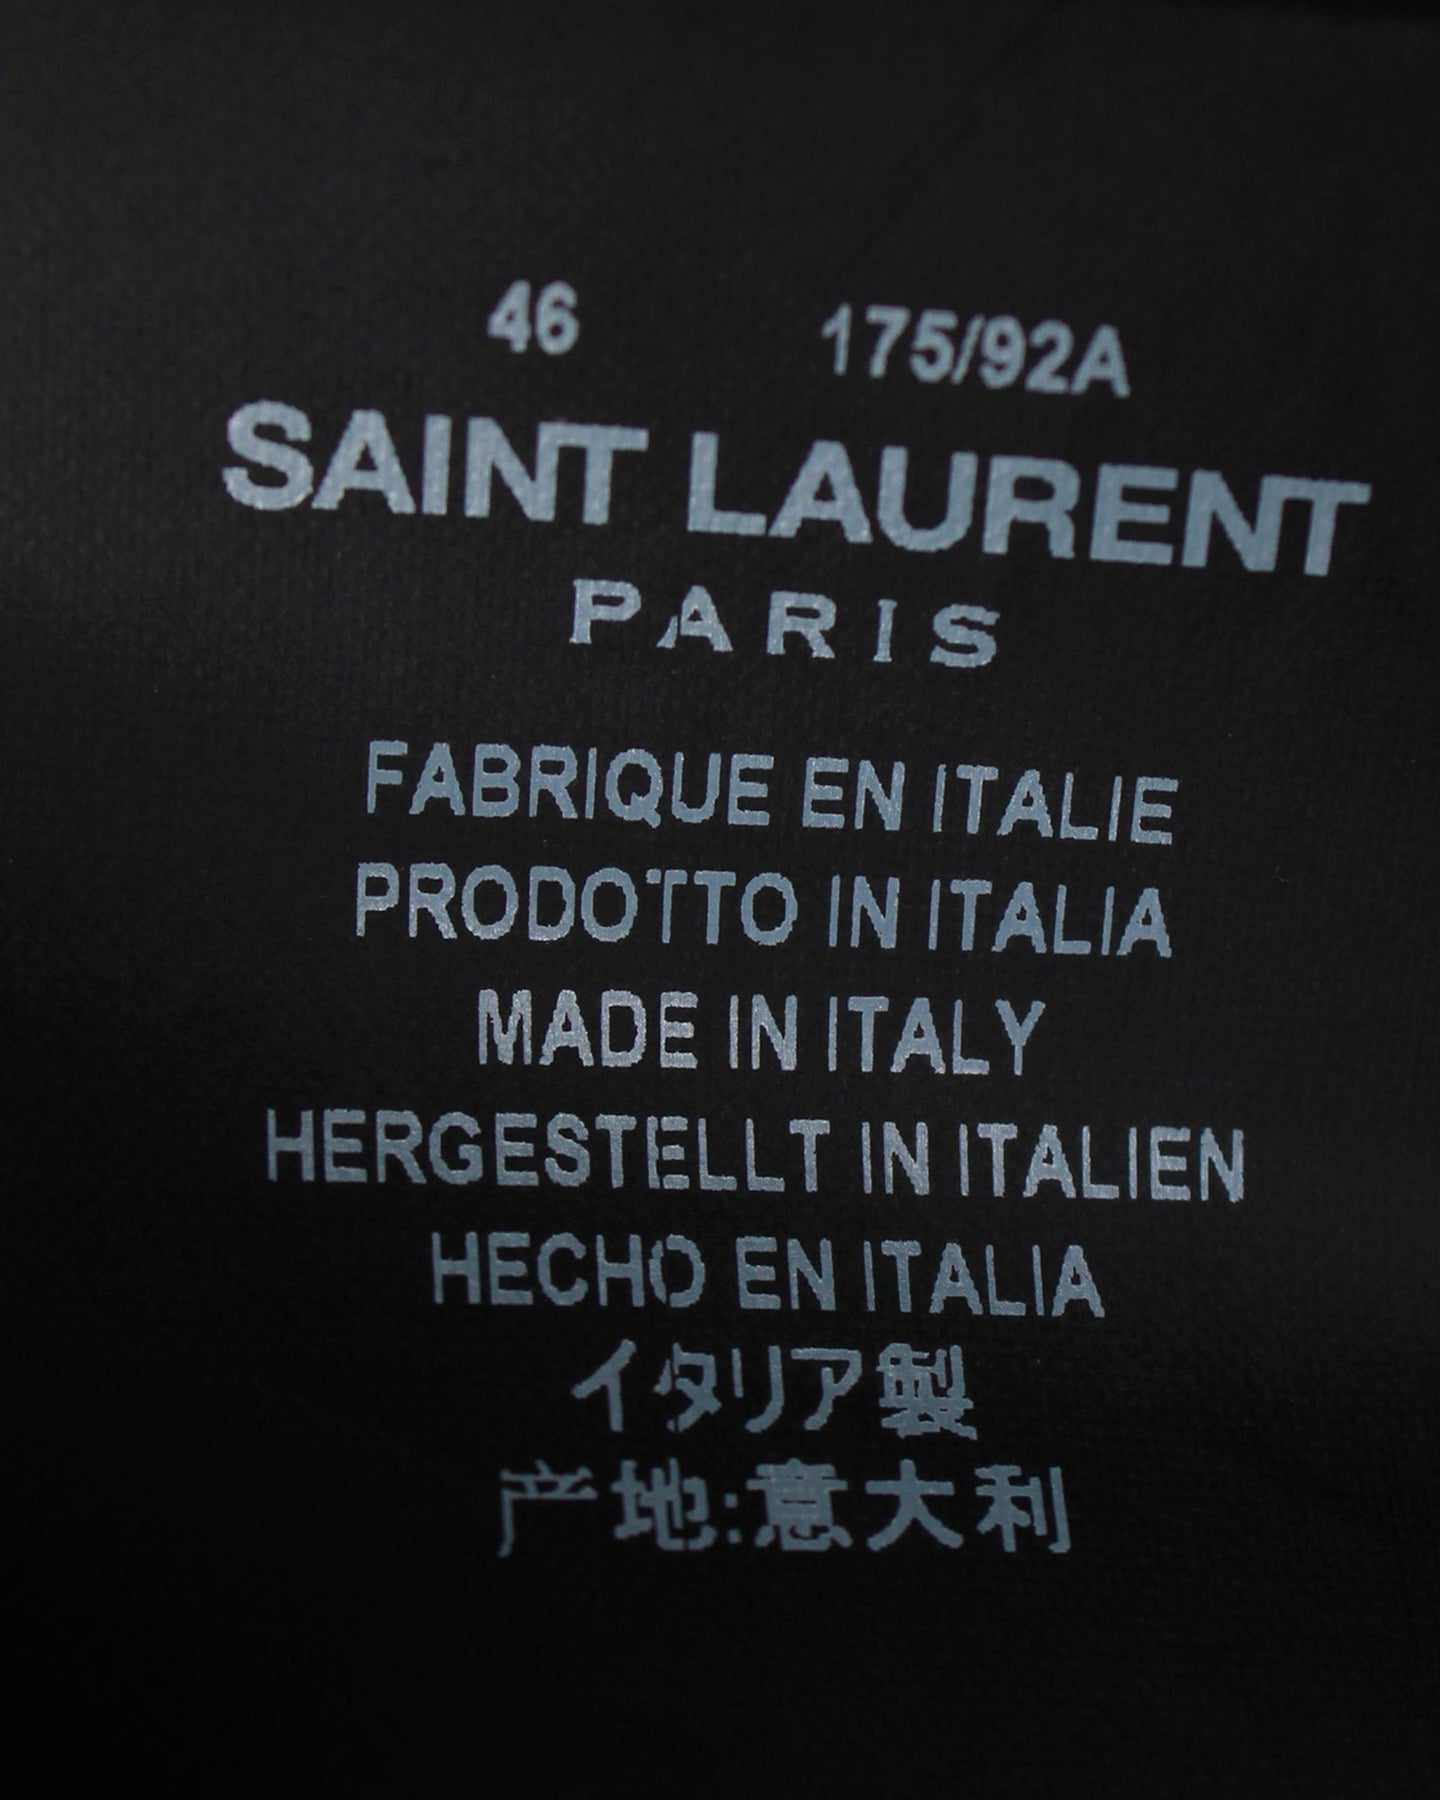 46 175/92A
SAINT LAURENT
PARIS
FABRIQUE EN ITALIE
PRODOTTO IN ITALIA
MADE IN ITALY
HERGESTELLT IN ITALIEN
HECHO EN ITALIA
イタリア製
产地:意大利